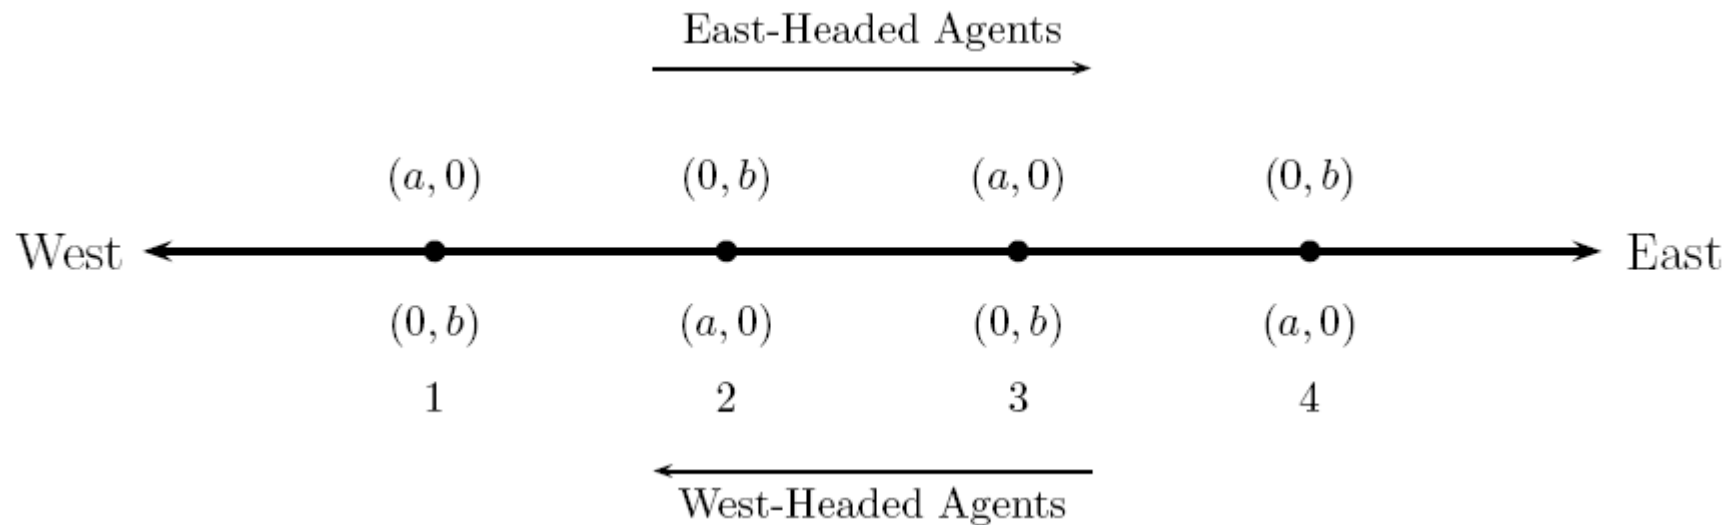 East-Headed Agents
(a, 0) (0, b) (a, 0) (0, b)
West East
(0, b) (a, 0) (0, b) (a, 0)
1 2 3 4
West-Headed Agents